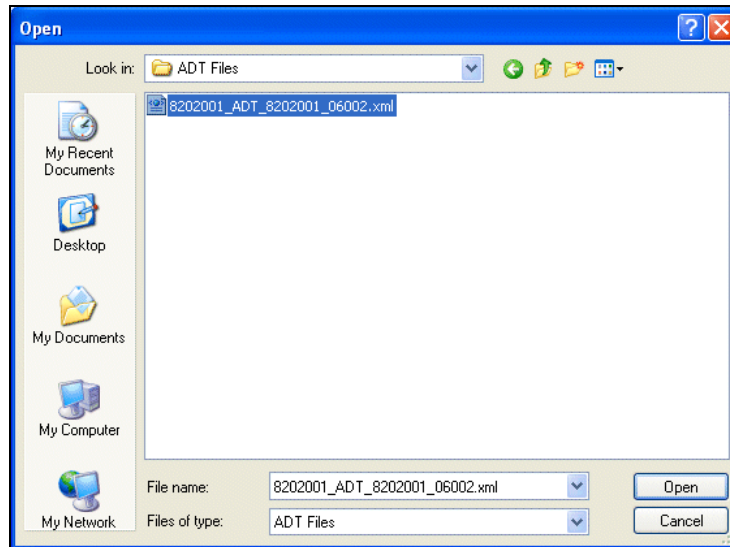 Open
Look in: ADT Files
8202001_ADT_8202001_06002.xml
My Recent
Documents
Desktop
My Documents
My Computer
My Network
File name: 8202001_ADT_8202001_06002.xml Open
Files of type: ADT Files Cancel